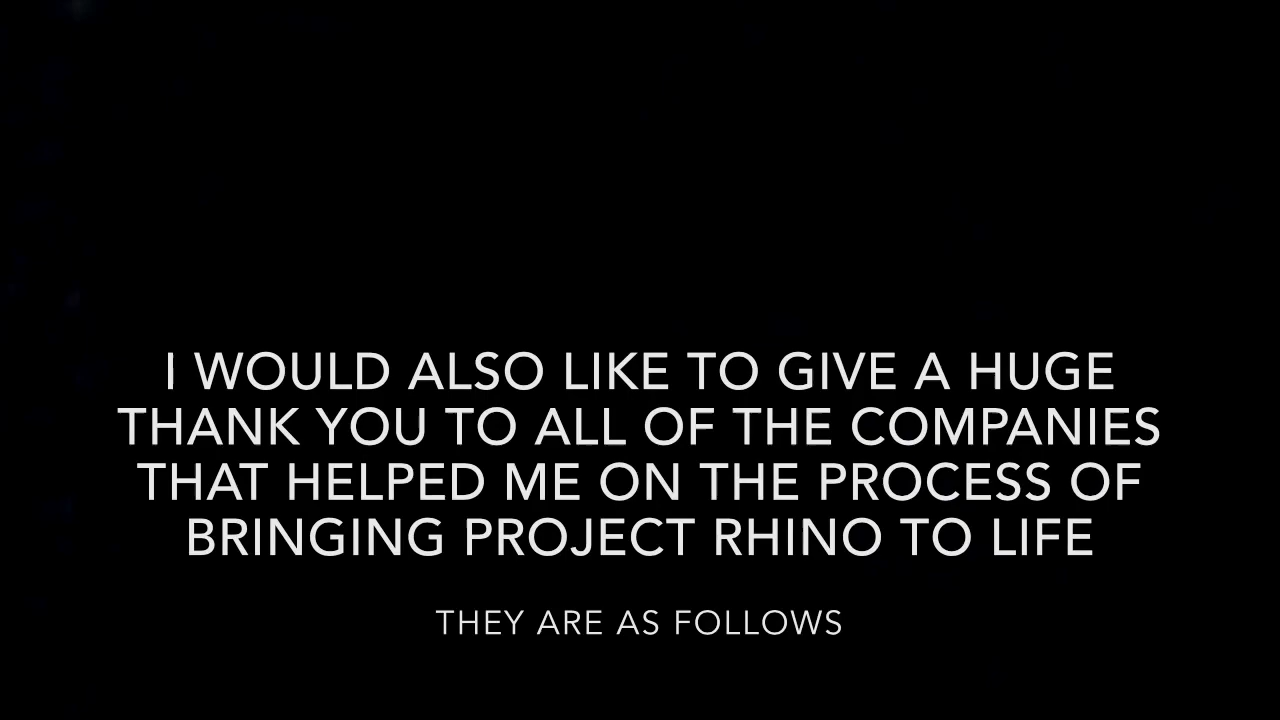 I WOULD ALSO LIKE TO GIVE A HUGE
THANK YOU TO ALL OF THE COMPANIES
THAT HELPED ME ON THE PROCESS OF
BRINGING PROJECT RHINO TO LIFE
THEY ARE AS FOLLOWS